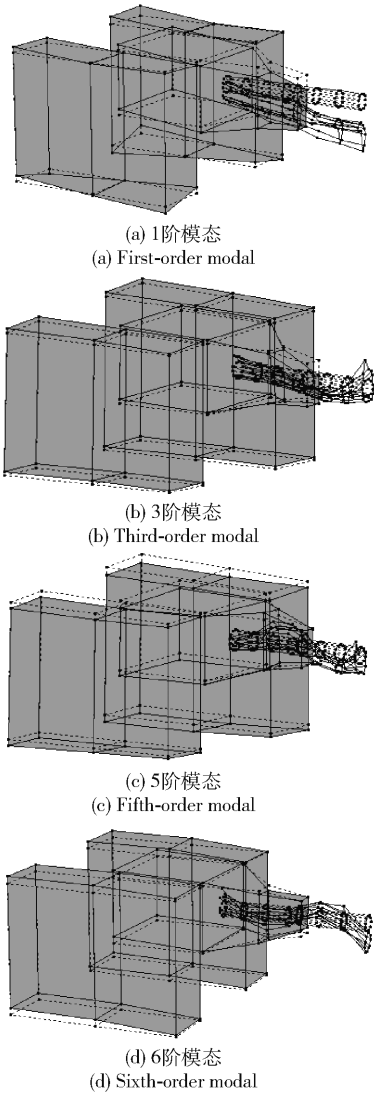 (a) 1阶模态
(a) First-order modal
(b) 3阶模态
(b) Third-order modal
(c) 5阶模态
(c) Fifth-order modal
(d) 6阶模态
(d) Sixth-order modal